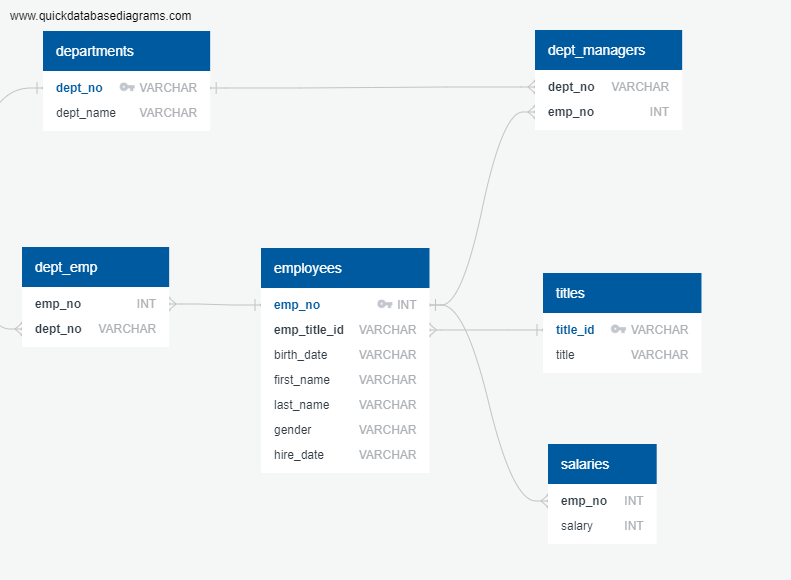 www.quickdatabasediagrams.com
departments
dept_no VARCHAR
dept_name VARCHAR
dept_managers
dept_no VARCHAR
emp_no INT
dept_emp
emp_no INT
dept_no VARCHAR
employees
emp_no INT
emp_title_id VARCHAR
birth_date VARCHAR
first_name VARCHAR
last_name VARCHAR
gender VARCHAR
hire_date VARCHAR
titles
title_id VARCHAR
title VARCHAR
salaries
emp_no INT
salary INT